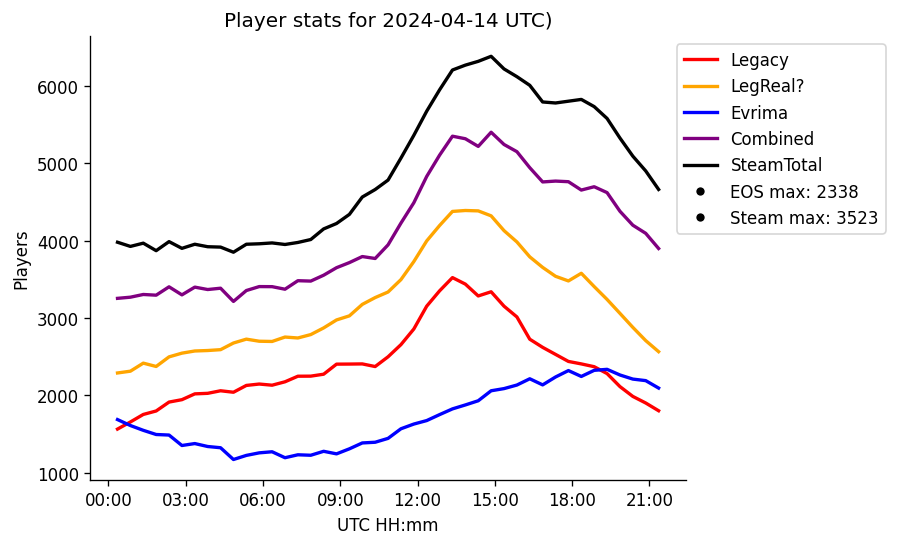 Player stats for 2024-04-14 UTC)
Legacy
LegReal?
Evrima
Combined
SteamTotal
EOS max: 2338
Steam max: 3523
Players
6000
5000
4000
3000
2000
1000
00:00 03:00 06:00 09:00 12:00 15:00 18:00 21:00
UTC HH:mm